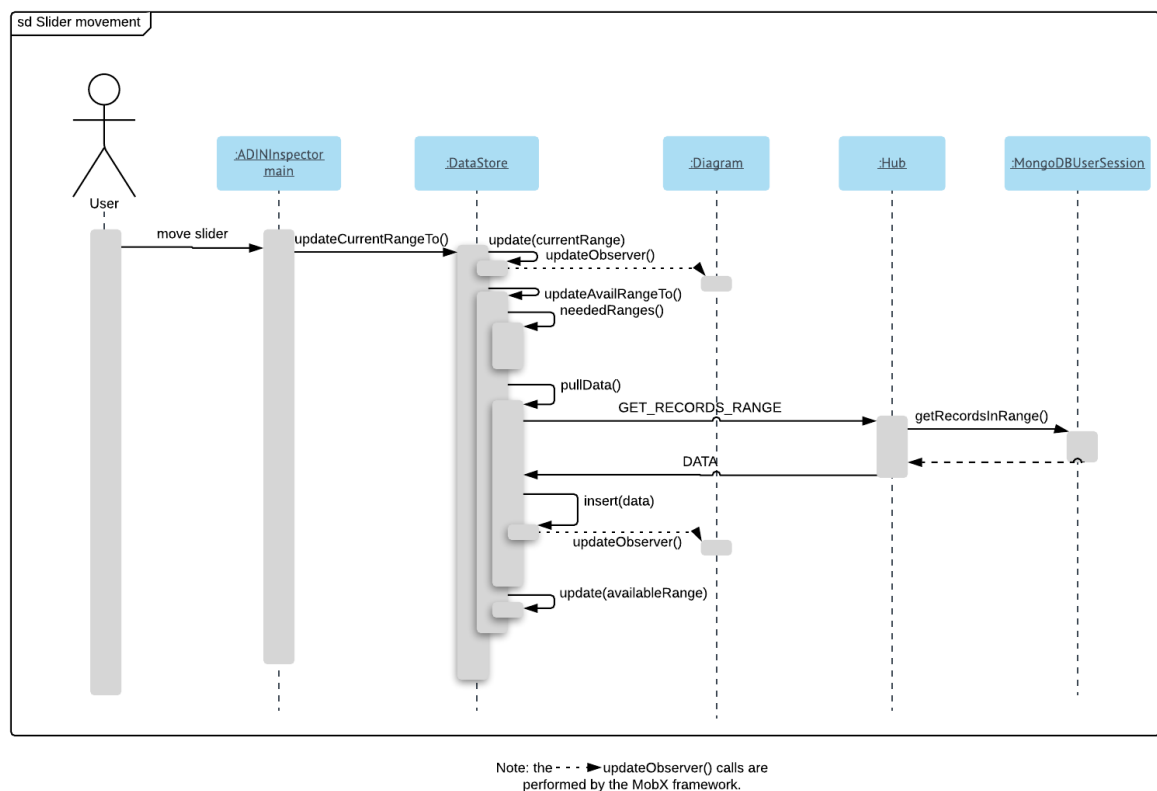 sd Slider movement
User
:ADINInspector
main
:DataStore
:Diagram
:Hub
:MongoDBUserSession
move slider
updateCurrentRangeTo()
update(currentRange)
updateObserver()
updateAvailRangeTo()
neededRanges()
pullData()
GET_RECORDS_RANGE
getRecordsInRange()
DATA
insert(data)
updateObserver()
update(availableRange)
Note: the updateObserver() calls are
performed by the MobX framework.